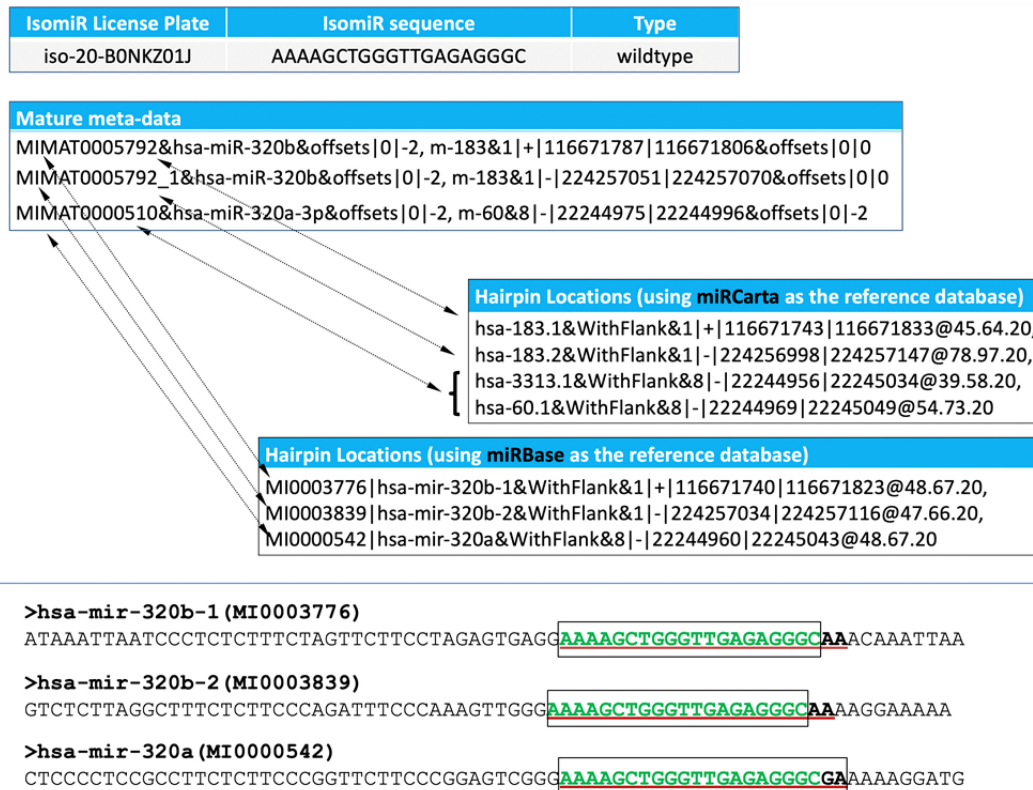 IsomiR License Plate IsomiR sequence Type
iso-20-B0NKZ01J AAAAGCTGGGTTGAGAGGGC wildtype
Mature meta-data
MIMAT0005792&hsa-miR-320b&offsets|0|-2, m-183&1|+|116671787|116671806&offsets|0|0
MIMAT0005792_1&hsa-miR-320b&offsets|0|-2, m-183&1|-|224257051|224257070&offsets|0|0
MIMAT0000510&hsa-miR-320a-3p&offsets|0|-2, m-60&8|-|22244975|22244996&offsets|0|-2
Hairpin Locations (using miRCarta as the reference database)
hsa-183.1&WithFlank&1|+|116671743|116671833@45.64.20,
hsa-183.2&WithFlank&1|-|224256998|224257147@78.97.20,
hsa-3313.1&WithFlank&8|-|22244956|22245034@39.58.20,
hsa-60.1&WithFlank&8|-|22244969|22245049@54.73.20
Hairpin Locations (using miRBase as the reference database)
MI0003776|hsa-mir-320b-1&WithFlank&1|+|116671740|116671823@48.67.20,
MI0003839|hsa-mir-320b-2&WithFlank&1|-|224257034|224257116@47.66.20,
MI0000542|hsa-mir-320a&WithFlank&8|-|22244960|22245043@48.67.20
>hsa-mir-320b-1(MI0003776)
ATAAATTAATCCCTCTCTTTCTAGTTCTTCCTAGAGTGAGGAAAAGCTGGGTTGAGAGGGCAAACAAATTAA
>hsa-mir-320b-2(MI0003839)
GTCTCTTAGGCTTTCTCTTCCCAGATTTCCCAAAGTTGGGAAAAGCTGGGTTGAGAGGGCAAAAGGAAAAA
>hsa-mir-320a(MI0000542)
CTCCCCTCCGCCTTCTCTTCCCGGTTCTTCCCGGAGTCGGGAAAAGCTGGGTTGAGAGGGCGAAAAAGGATG